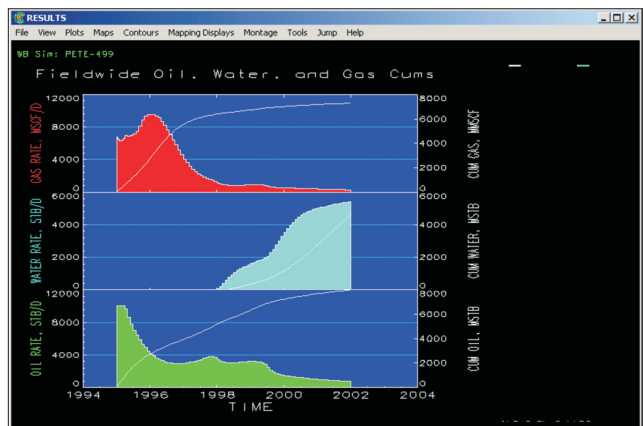 RESULTS
File View Plots Maps Contours Mapping Displays Montage Tools Jump Help
WB Sim: PETE-499
Fieldwide Oil, Water, and Gas Cums
GAS RATE, MSCF/D
12000
8000
4000
0
8000
6000
4000
2000
0
CUM GAS, MMSCF
WATER RATE, STB/D
6000
4000
2000
0
6000
4000
2000
0
CUM WATER, MSTB
OIL RATE, STB/D
12000
8000
4000
0
8000
6000
4000
2000
0
CUM OIL, MSTB
1994 1996 1998 2000 2002 2004
TIME